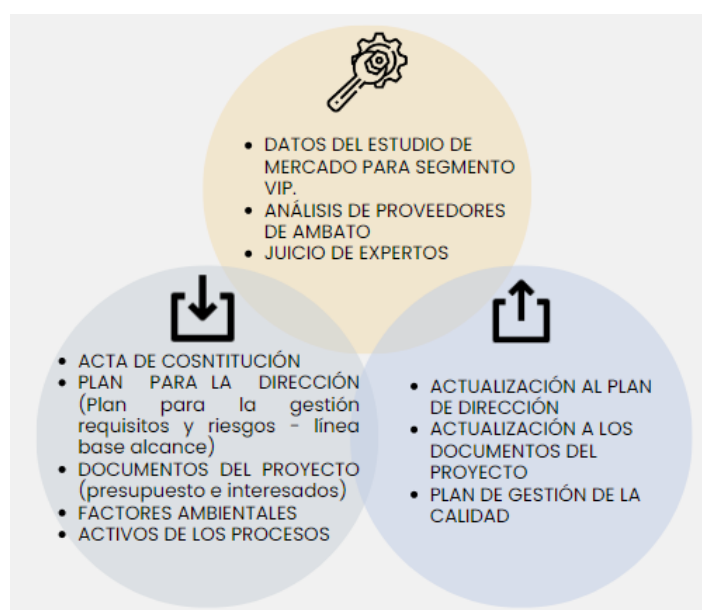 • DATOS DEL ESTUDIO DE
MERCADO PARA SEGMENTO
VIP.
• ANÁLISIS DE PROVEEDORES
DE AMBATO
• JUICIO DE EXPERTOS
• ACTA DE COSNTITUCIÓN
• PLAN PARA LA DIRECCIÓN
(Plan para la gestión
requisitos y riesgos - línea
base alcance)
• DOCUMENTOS DEL PROYECTO
(presupuesto e interesados)
• FACTORES AMBIENTALES
• ACTIVOS DE LOS PROCESOS
• ACTUALIZACIÓN AL PLAN
DE DIRECCIÓN
• ACTUALIZACIÓN A LOS
DOCUMENTOS DEL
PROYECTO
• PLAN DE GESTIÓN DE LA
CALIDAD